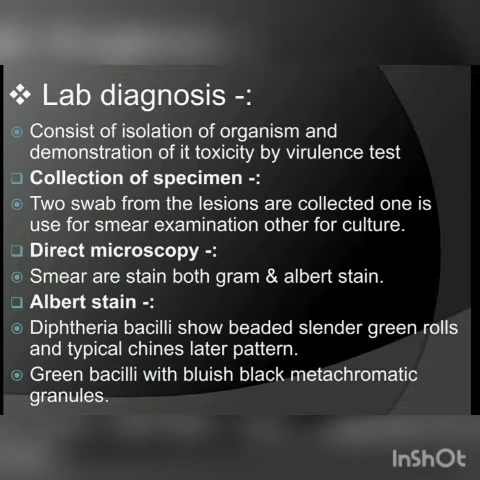 ❖ Lab diagnosis -:
Consist of isolation of organism and
demonstration of it toxicity by virulence test
Collection of specimen -:
Two swab from the lesions are collected one is
use for smear examination other for culture.
Direct microscopy -:
Smear are stain both gram & albert stain.
Albert stain -:
Diphtheria bacilli show beaded slender green rolls
and typical chines later pattern.
Green bacilli with bluish black metachromatic
granules.
InShOt